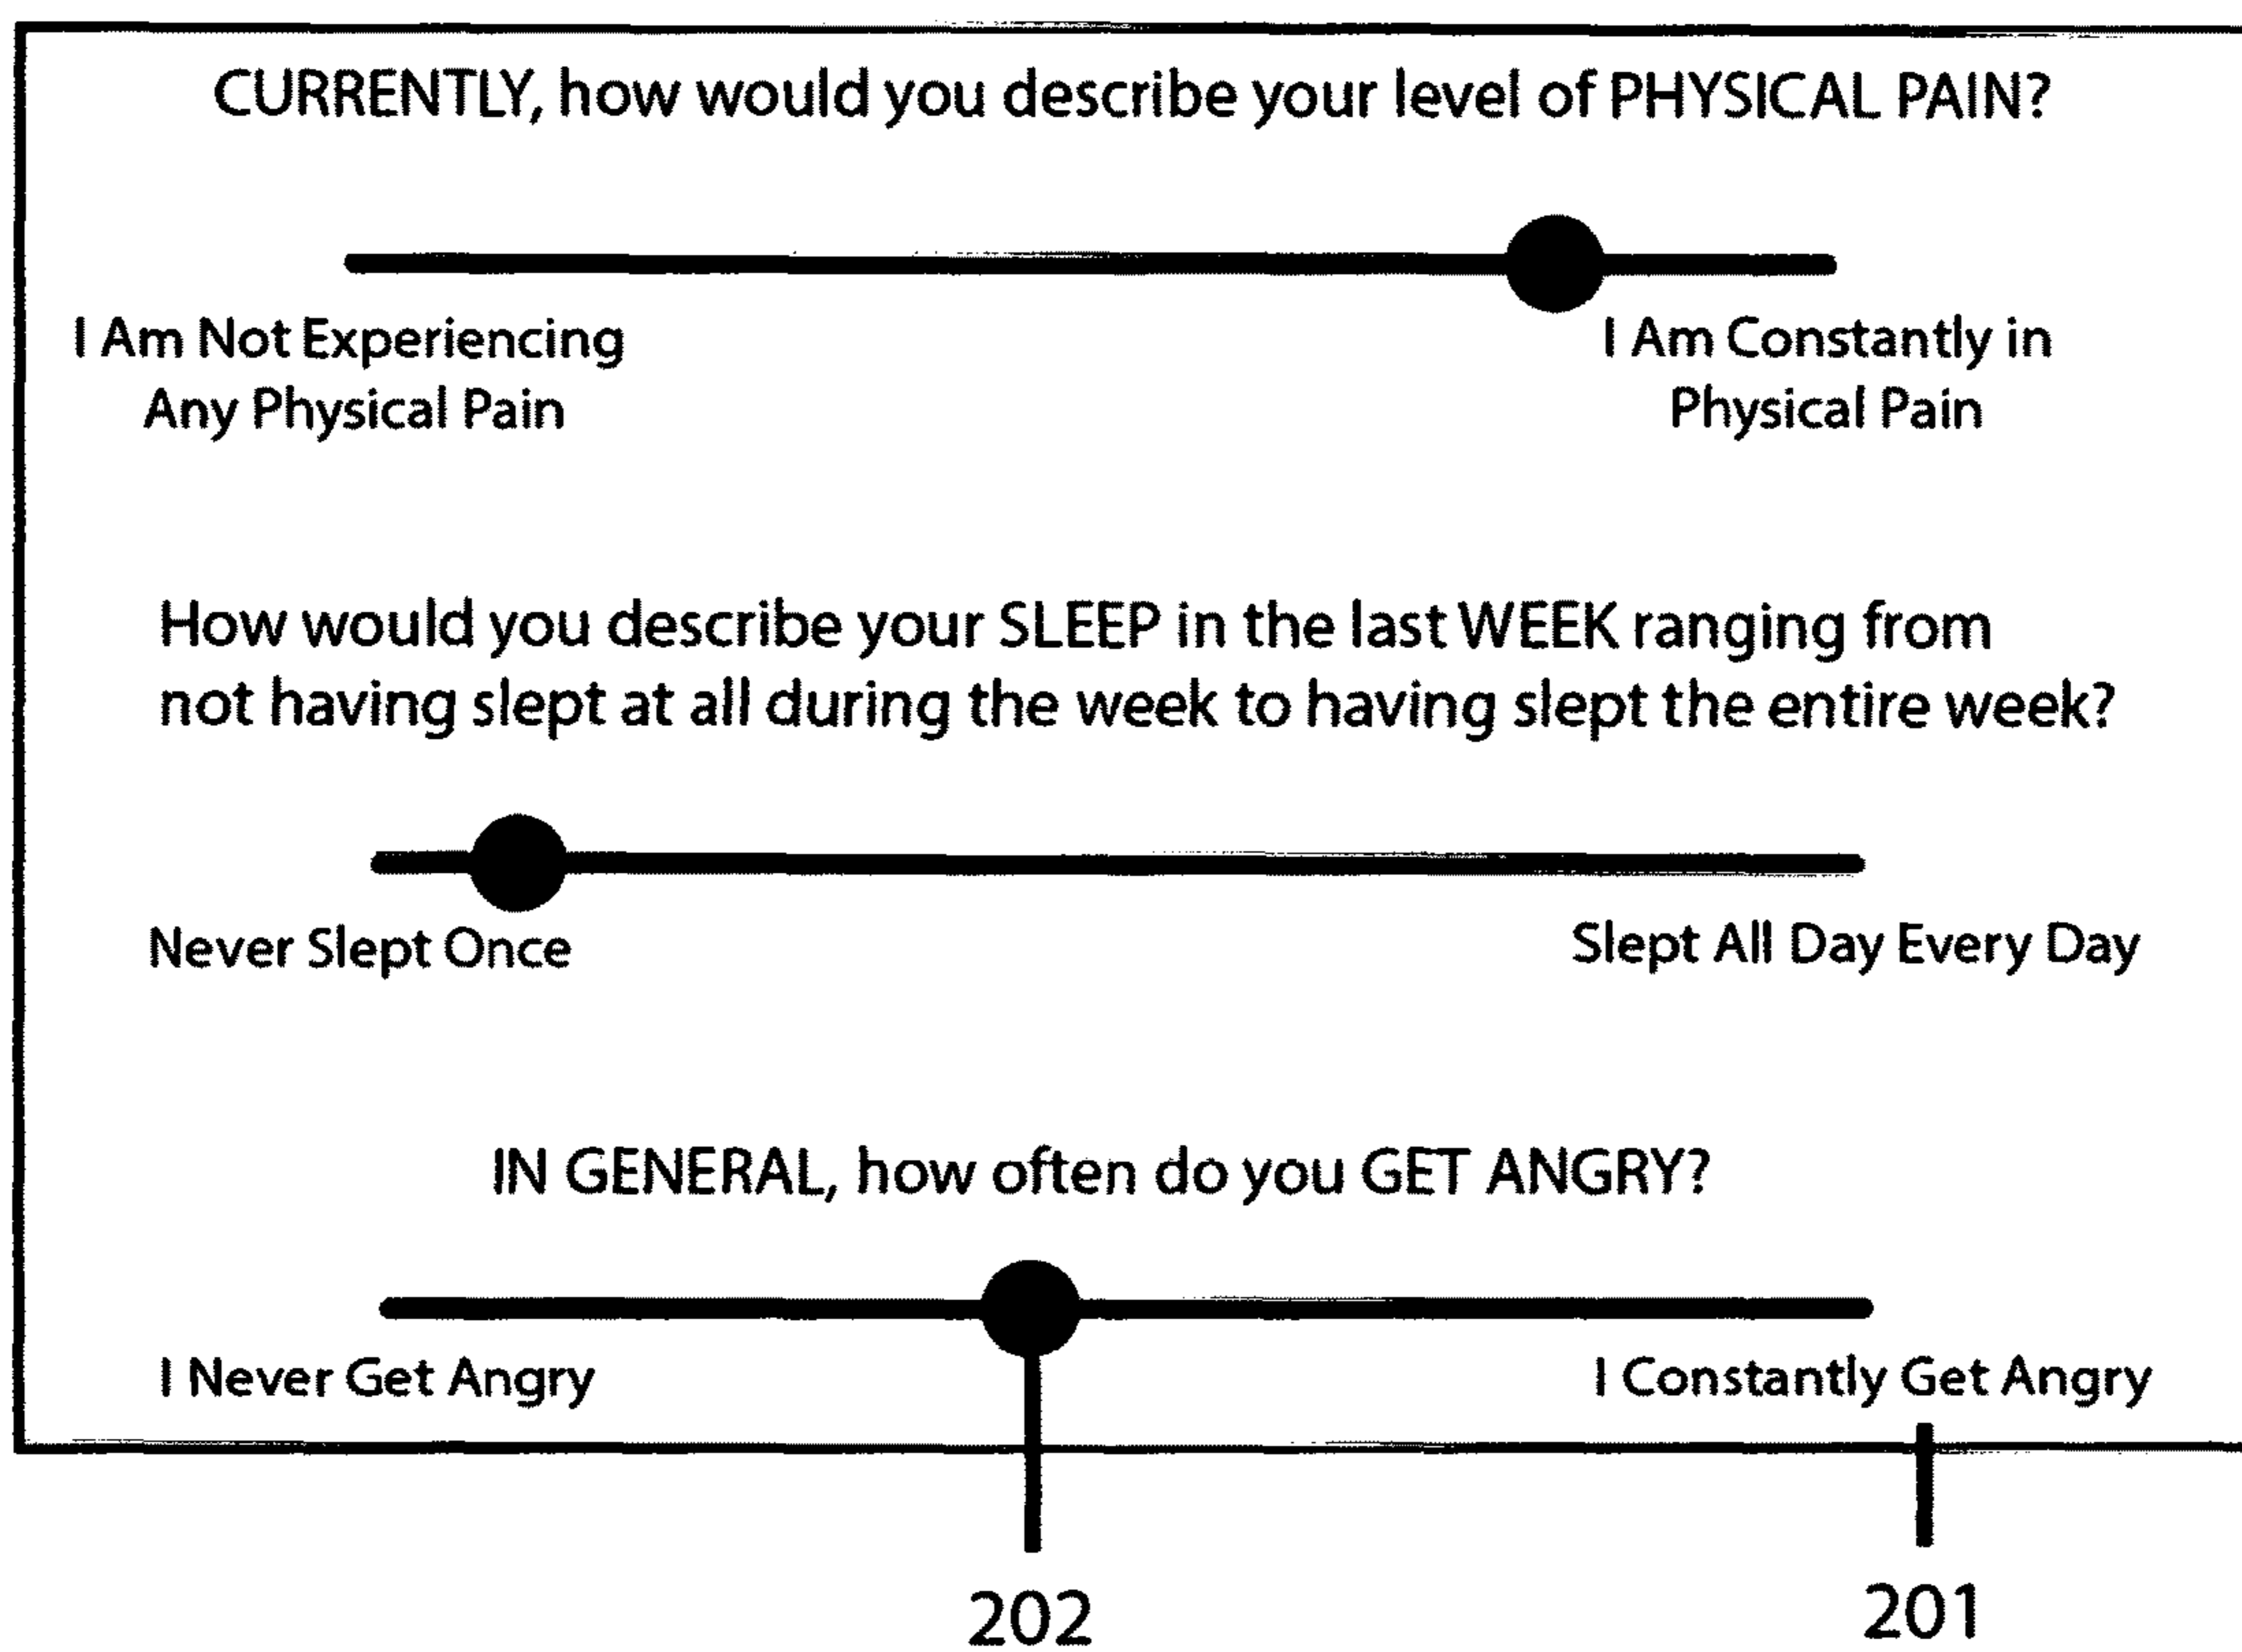 CURRENTLY, how would you describe your level of PHYSICAL PAIN?
I Am Not Experiencing
Any Physical Pain
I Am Constantly in
Physical Pain
How would you describe your SLEEP in the last WEEK ranging from
not having slept at all during the week to having slept the entire week?
Never Slept Once
Slept All Day Every Day
IN GENERAL, how often do you GET ANGRY?
I Never Get Angry
I Constantly Get Angry
202
201